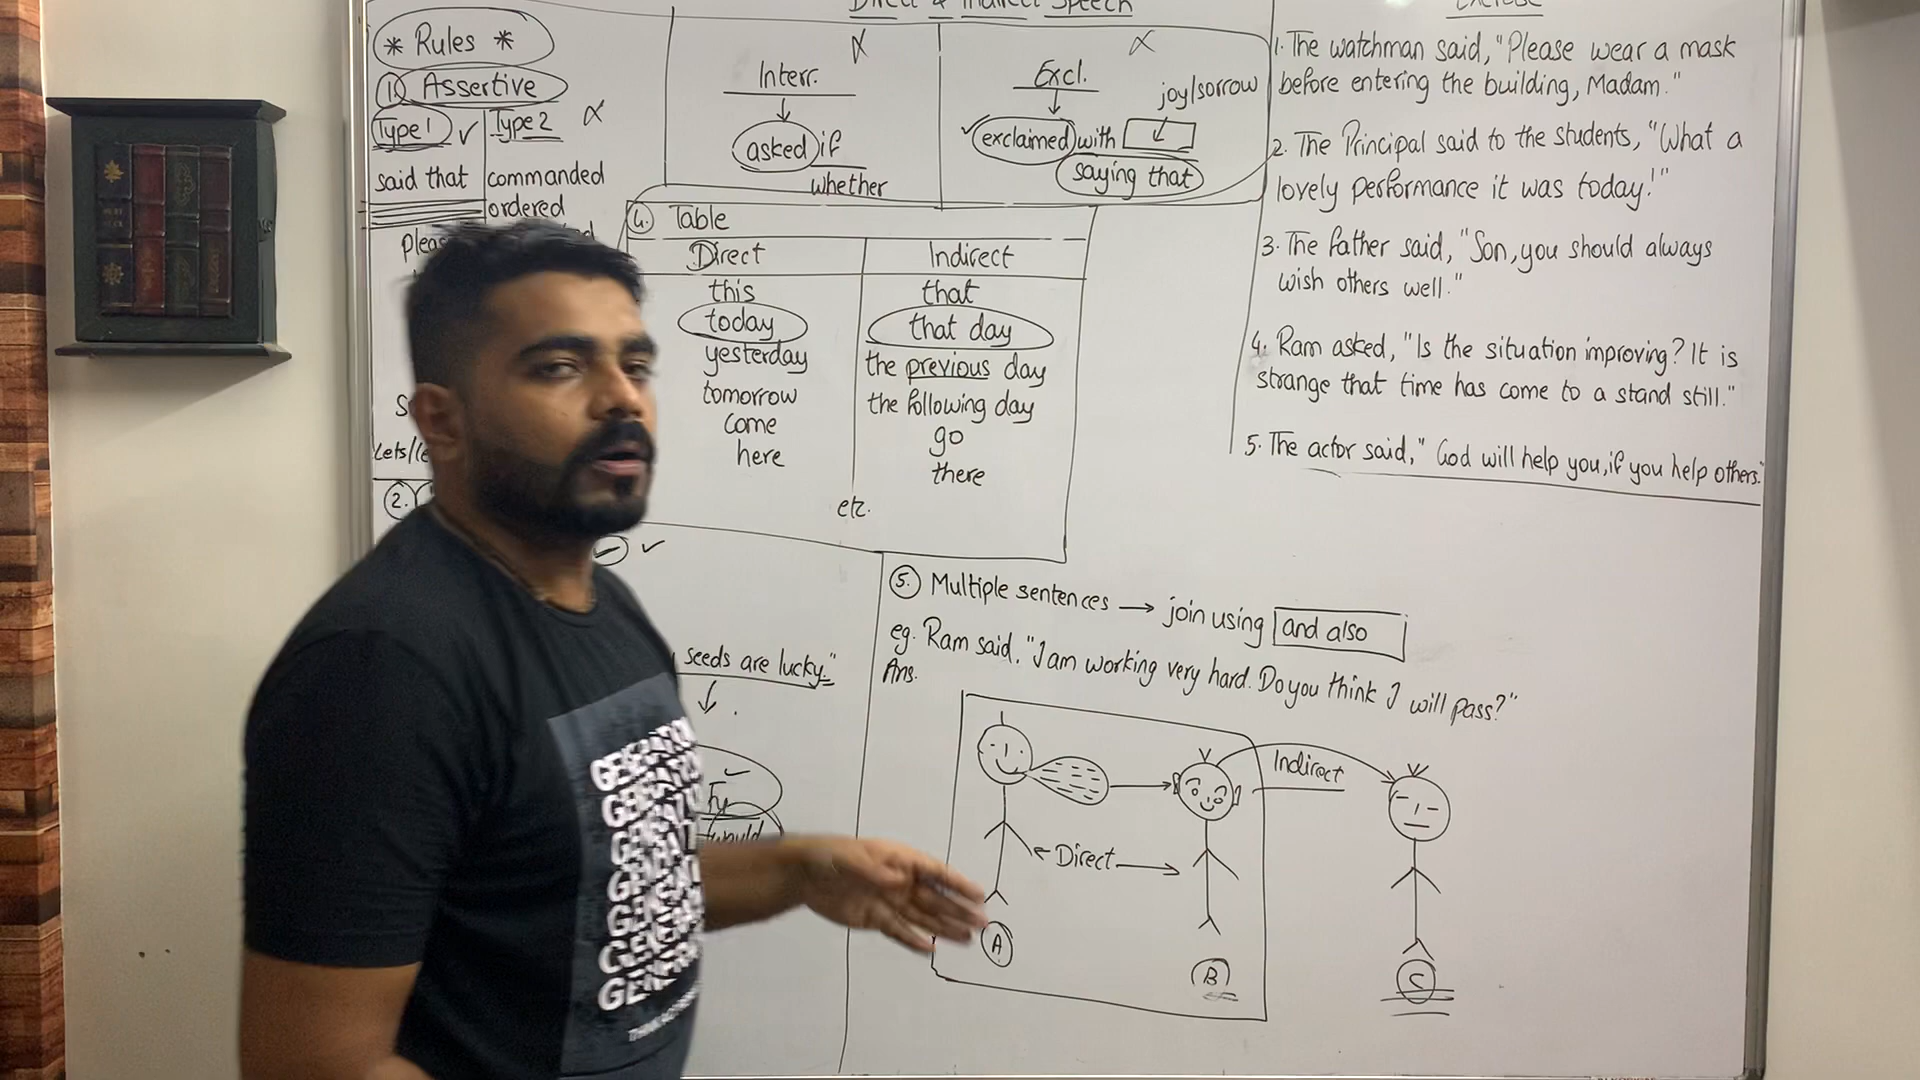 Direct & Indirect Speech
* Rules *
1. Assertive
Type 1
Type 2
said that
commanded
ordered
Interr.
asked if
whether
Excl.
joy/sorrow
exclaimed with
saying that
4. Table
Direct Indirect
this that
today that day
yesterday the previous day
tomorrow the following day
come go
here there
etc.
2.
seeds are lucky."
would
Exercise
1. The watchman said, "Please wear a mask
before entering the building, Madam."
2. The Principal said to the students, "What a
lovely performance it was today!"
3. The father said, "Son, you should always
wish others well."
4. Ram asked, "Is the situation improving? It is
strange that time has come to a stand still."
5. The actor said," God will help you, if you help others."
5. Multiple sentences → join using and also
eg. Ram said. "I am working very hard. Do you think I will pass?"
Ans.
Indirect
Direct
A
B
C